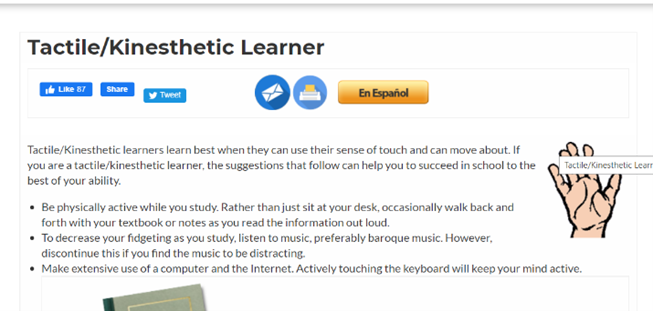 Tactile/Kinesthetic Learner
Like 87 Share Tweet En Español
Tactile/Kinesthetic learners learn best when they can use their sense of touch and can move about. If
you are a tactile/kinesthetic learner, the suggestions that follow can help you to succeed in school to the
best of your ability.
Tactile/Kinesthetic Learn
• Be physically active while you study. Rather than just sit at your desk, occasionally walk back and
forth with your textbook or notes as you read the information out loud.
• To decrease your fidgeting as you study, listen to music, preferably baroque music. However,
discontinue this if you find the music to be distracting.
• Make extensive use of a computer and the Internet. Actively touching the keyboard will keep your mind active.